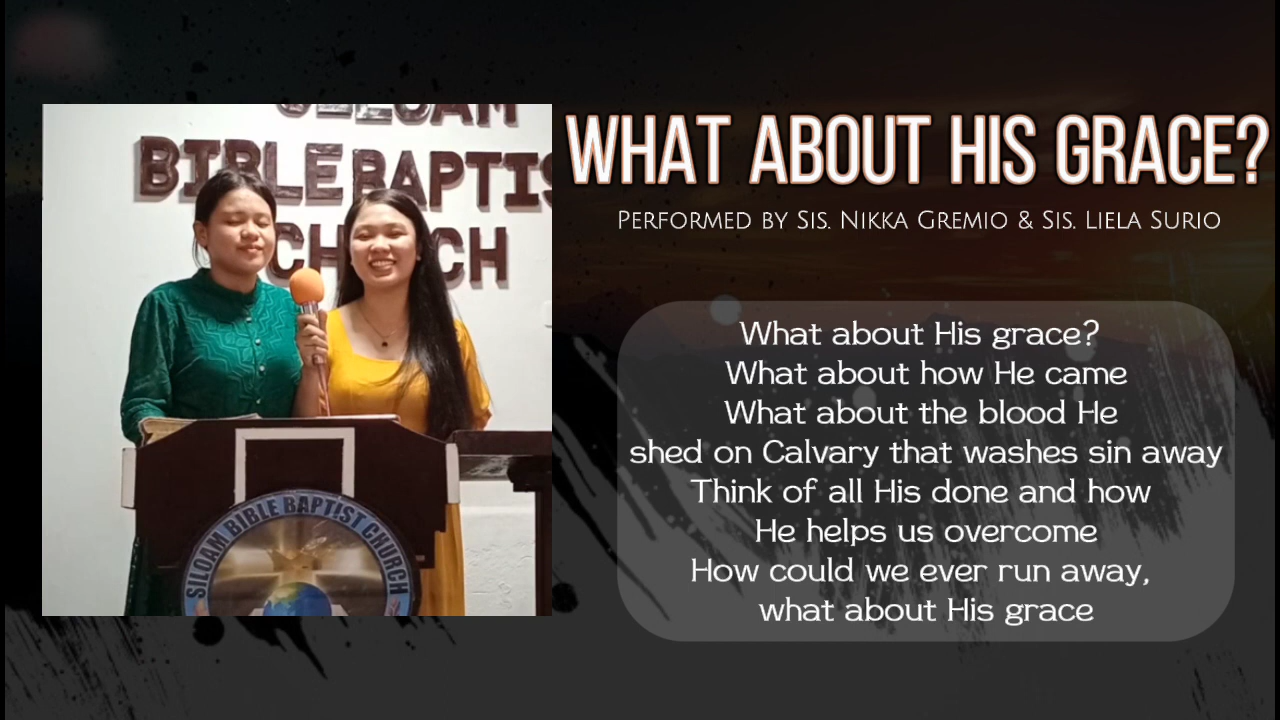 BIBLE BAPTIS
CHURCH
SILOAM BIBLE BAPTIST CHURCH
WHAT ABOUT HIS GRACE?
PERFORMED BY SIS. NIKKA GREMIO & SIS. LIELA SURIO
What about His grace?
What about how He came
What about the blood He
shed on Calvary that washes sin away
Think of all His done and how
He helps us overcome
How could we ever run away,
what about His grace